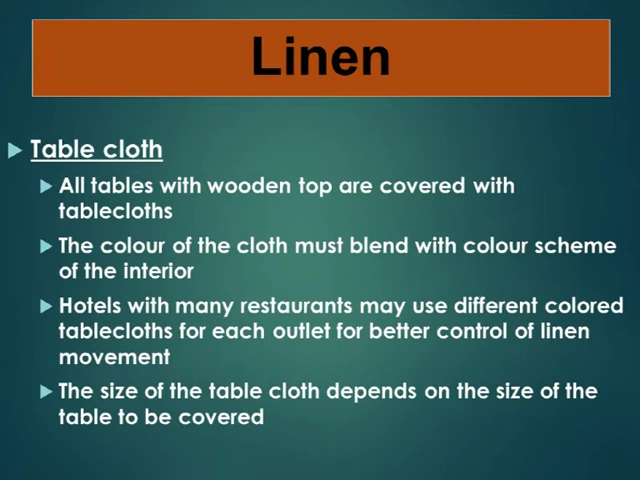 Linen
Table cloth
All tables with wooden top are covered with
tablecloths
The colour of the cloth must blend with colour scheme
of the interior
Hotels with many restaurants may use different colored
tablecloths for each outlet for better control of linen
movement
The size of the table cloth depends on the size of the
table to be covered